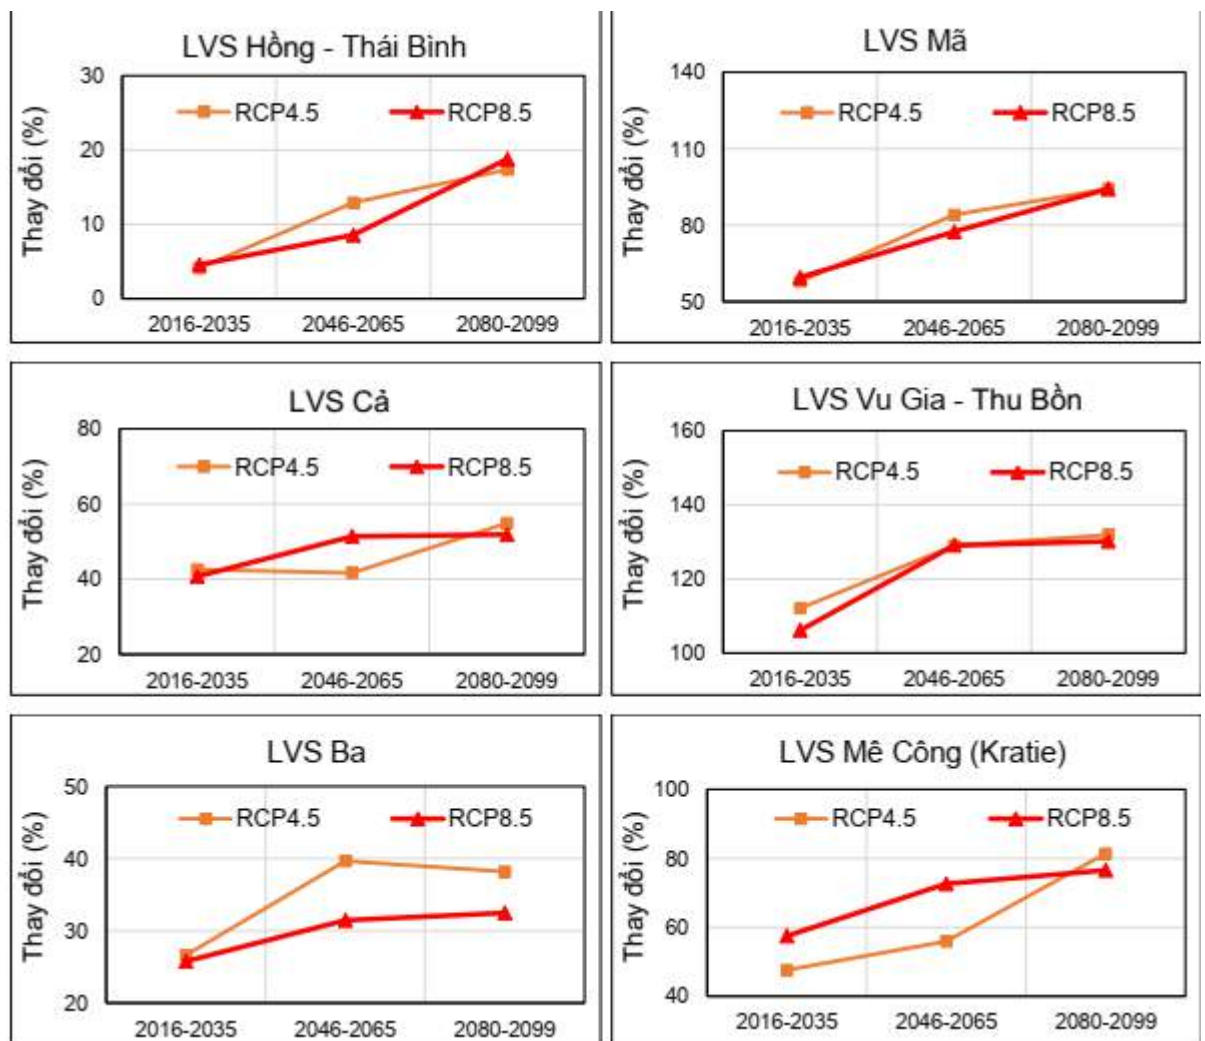 LVS Hồng - Thái Bình
Thay đổi (%)
30
20
10
0
RCP4.5
RCP8.5
2016-2035
2046-2065
2080-2099
LVS Mã
Thay đổi (%)
140
110
80
50
RCP4.5
RCP8.5
2016-2035
2046-2065
2080-2099
LVS Cả
Thay đổi (%)
80
60
40
20
RCP4.5
RCP8.5
2016-2035
2046-2065
2080-2099
LVS Vu Gia - Thu Bồn
Thay đổi (%)
160
140
120
100
RCP4.5
RCP8.5
2016-2035
2046-2065
2080-2099
LVS Ba
Thay đổi (%)
50
40
30
20
RCP4.5
RCP8.5
2016-2035
2046-2065
2080-2099
LVS Mê Công (Kratie)
Thay đổi (%)
100
80
60
40
RCP4.5
RCP8.5
2016-2035
2046-2065
2080-2099